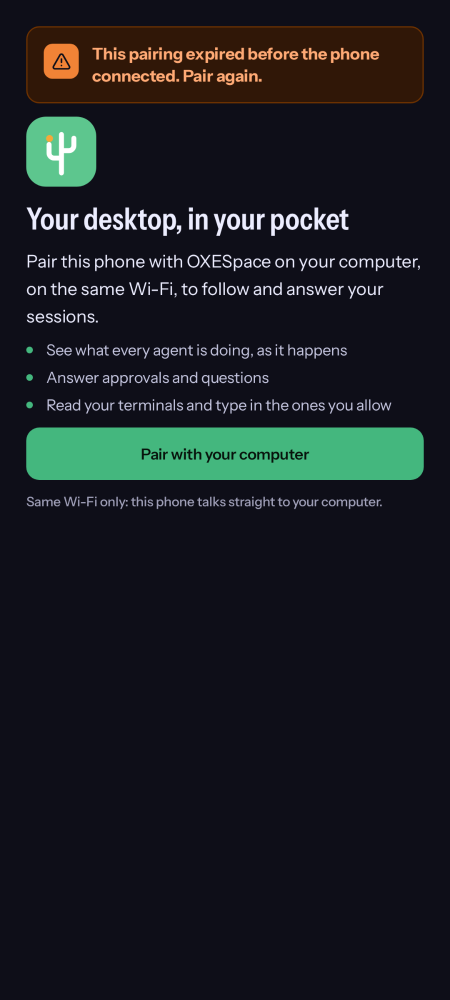 This pairing expired before the phone
connected. Pair again.
Your desktop, in your pocket
Pair this phone with OXESpace on your computer,
on the same Wi-Fi, to follow and answer your
sessions.
See what every agent is doing, as it happens
Answer approvals and questions
Read your terminals and type in the ones you allow
Pair with your computer
Same Wi-Fi only: this phone talks straight to your computer.